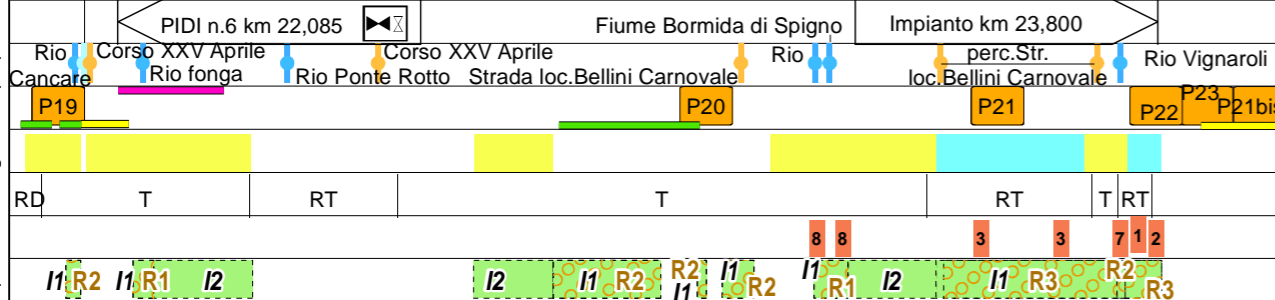 PIDI n.6 km 22,085 Fiume Bormida di Spigno Impianto km 23,800
Rio Corso XXV Aprile Corso XXV Aprile Rio perc.Str. Rio Vignaroli
Cancare Rio fonga Rio Ponte Rotto Strada loc.Bellini Carnovale loc.Bellini Carnovale
P19 P20 P21 P22 P23 P21bis
RD T RT T RT T RT
8 8 3 3 7 1 2
I1 R2 I1 R1 I2 I2 I1 R2 R2 I1 I1 R2 I1 R1 I2 I1 R3 R2 R3